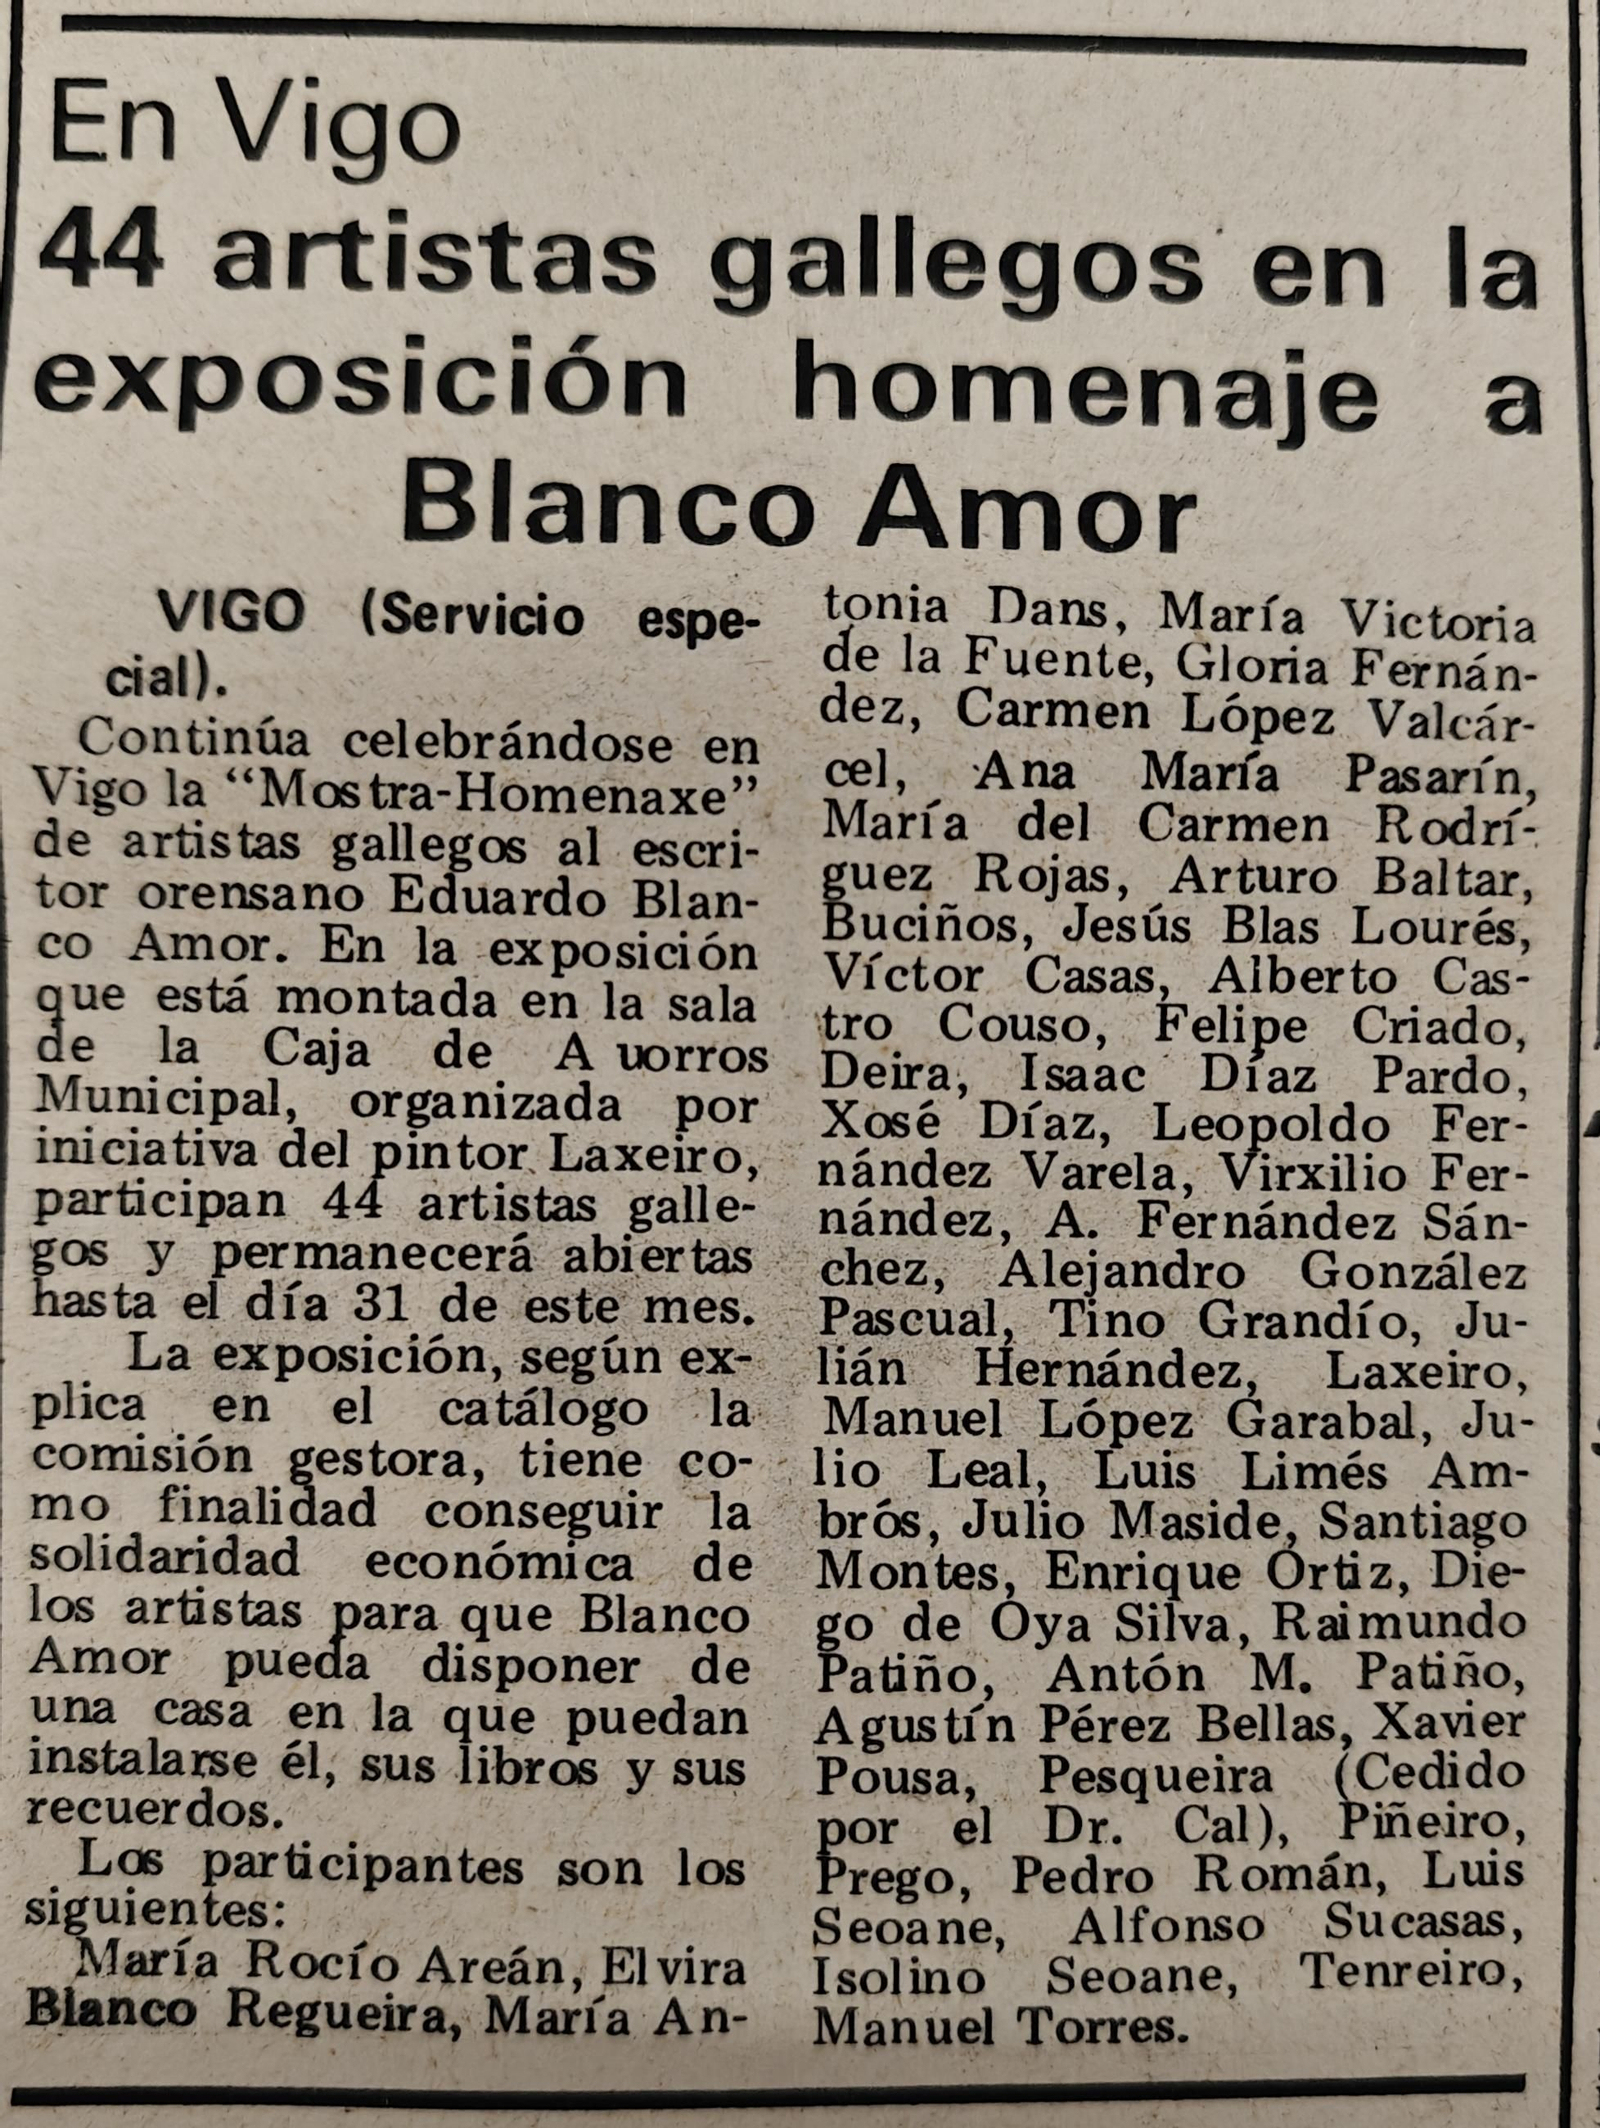 En Vigo
44 artistas gallegos en la
exposición homenaje a
Blanco Amor
VIGO (Servicio espe-
cial).
Continúa celebrándose en
Vigo la “Mostra-Homenaxe”
de artistas gallegos al escri-
tor orensano Eduardo Blan-
co Amor. En la exposición
que está montada en la sala
de la Caja de A uorros
Municipal, organizada por
iniciativa del pintor Laxeiro,
participan 44 artistas galle-
gos y permanecerá abiertas
hasta el día 31 de este mes.
La exposición, según ex-
plica en el catálogo la
comisión gestora, tiene co-
mo finalidad conseguir la
solidaridad económica de
los artistas para que Blanco
Amor pueda disponer de
una casa en la que puedan
instalarse él, sus libros y sus
recuerdos.
Los participantes son los
siguientes:
María Rocío Areán, Elvira
Blanco Regueira, María An-
tonia Dans, María Victoria
de la Fuente, Gloria Fernán-
dez, Carmen López Valcár-
cel, Ana María Pasarín,
María del Carmen Rodrí-
guez Rojas, Arturo Baltar,
Buciños, Jesús Blas Lourés,
Víctor Casas, Alberto Cas-
tro Couso, Felipe Criado,
Deira, Isaac Díaz Pardo,
Xosé Díaz, Leopoldo Fer-
nández Varela, Virxilio Fer-
nández, A. Fernández Sán-
chez, Alejandro González
Pascual, Tino Grandío, Ju-
lián Hernández, Laxeiro,
Manuel López Garabal, Ju-
lio Leal, Luis Limés Am-
brós, Julio Maside, Santiago
Montes, Enrique Ortiz, Die-
go de Oya Silva, Raimundo
Patiño, Antón M. Patiño,
Agustín Pérez Bellas, Xavier
Pousa, Pesqueira (Cedido
por el Dr. Cal), Piñeiro,
Prego, Pedro Román, Luis
Seoane, Alfonso Sucasas,
Isolino Seoane, Tenreiro,
Manuel Torres.